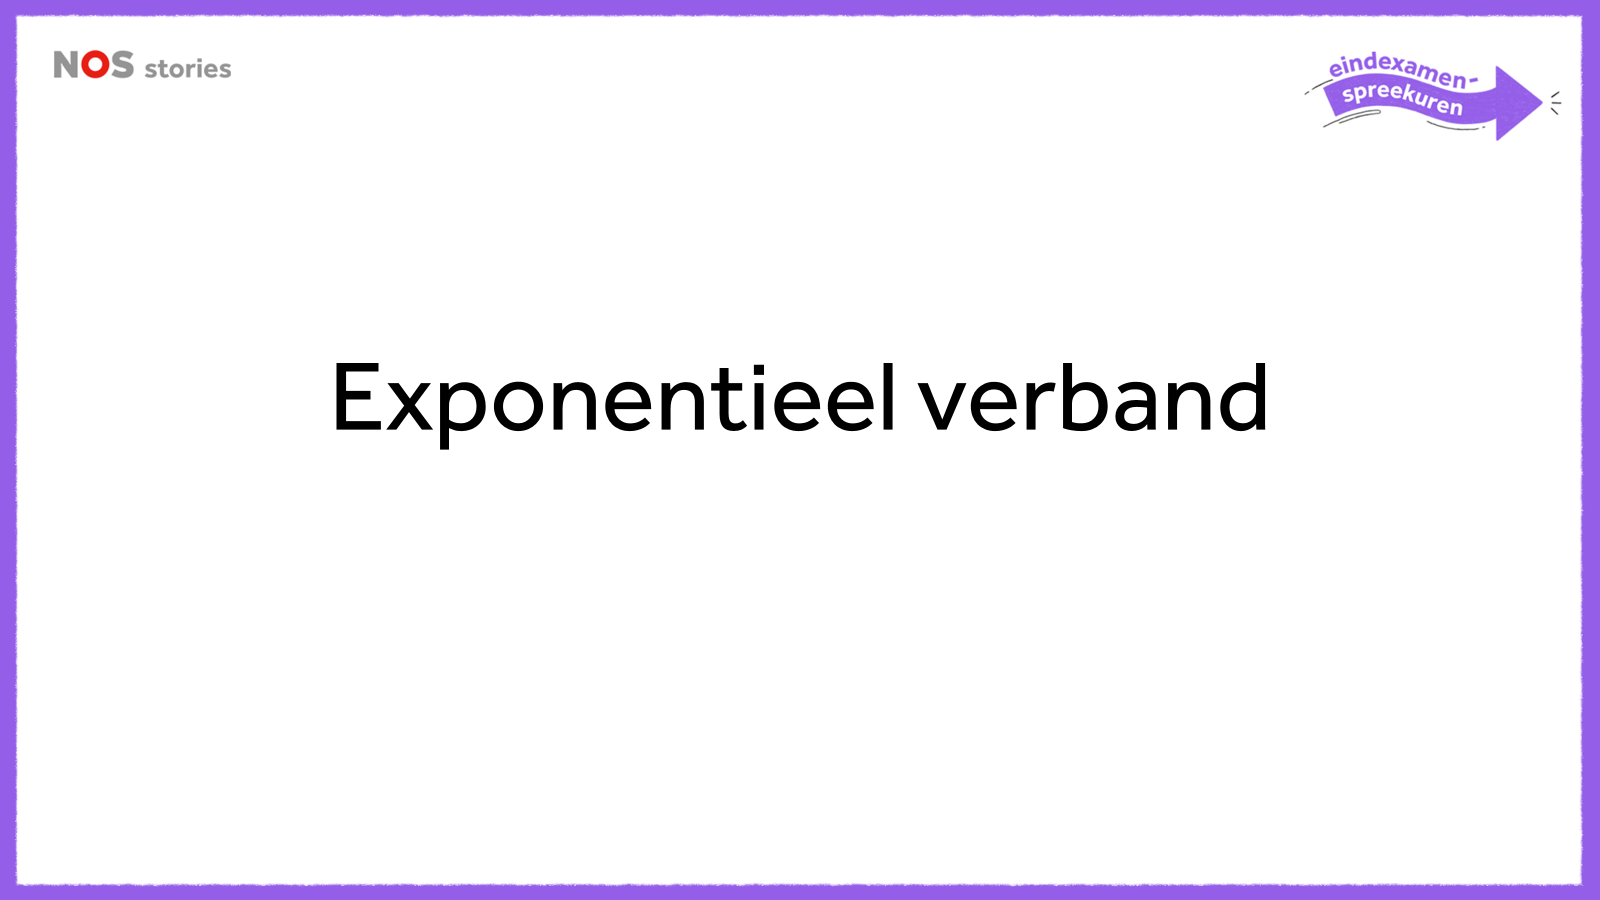 NOS stories
eindexamen-
spreekuren
Exponentieel verband